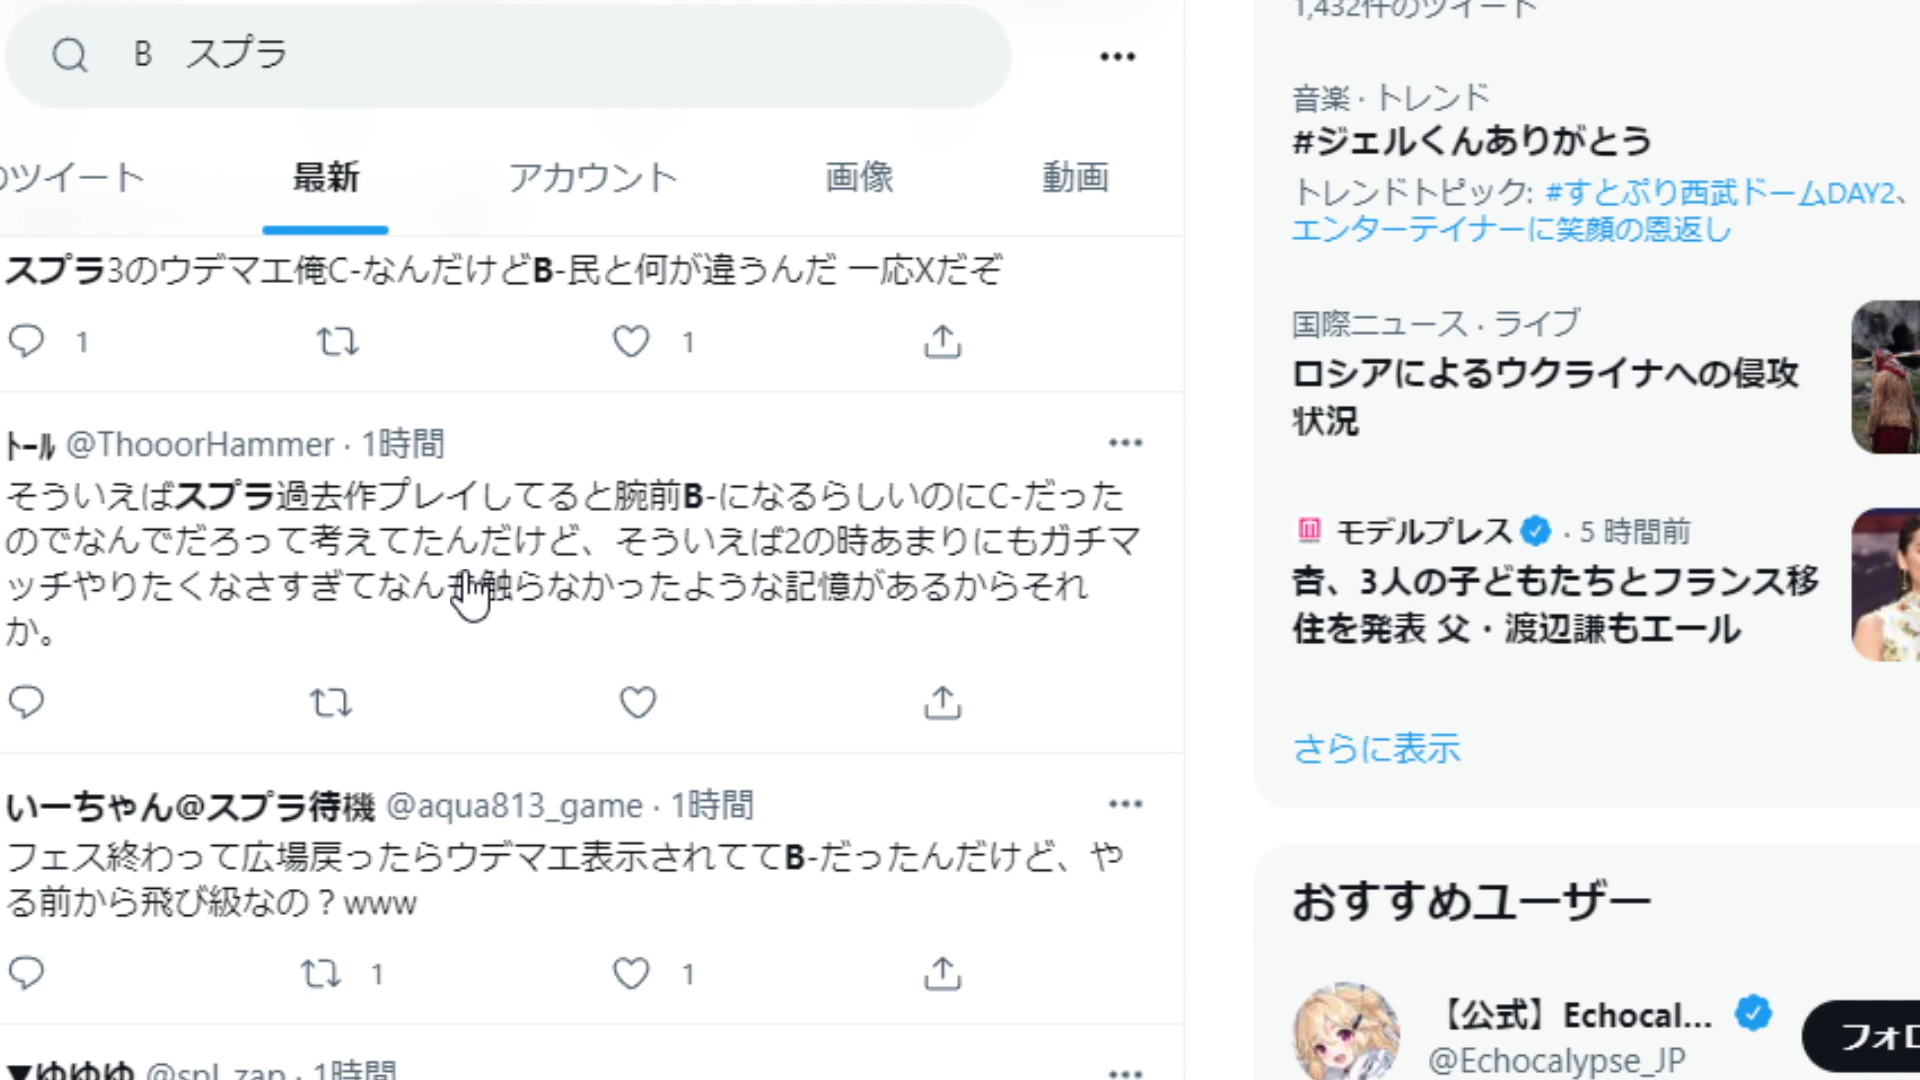 B スプラ
のツイート 最新 アカウント 画像 動画
スプラ3のウデマエ俺C-なんだけどB-民と何が違うんだ 一応Xだぞ
1 1
トール @ThooorHammer · 1時間
そういえばスプラ過去作プレイしてると腕前B-になるらしいのにC-だった
のでなんでだろって考えてたんだけど、そういえば2の時あまりにもガチマ
ッチやりたくなさすぎてなんも触らなかったような記憶があるからそれ
か。
いーちゃん@スプラ待機 @aqua813_game · 1時間
フェス終わって広場戻ったらウデマエ表示されててB-だったんだけど、や
る前から飛び級なの？www
1 1
▼ゆゆゆ @spl_zap · 1時間
1,432件のツイート
音楽 · トレンド
#ジェルくんありがとう
トレンドトピック: #すとぷり西武ドームDAY2、
エンターテイナーに笑顔の恩返し
国際ニュース · ライブ
ロシアによるウクライナへの侵攻
状況
モデルプレス · 5 時間前
杏、3人の子どもたちとフランス移
住を発表 父・渡辺謙もエール
さらに表示
おすすめユーザー
【公式】Echocal...
@Echocalypse_JP
フォロ